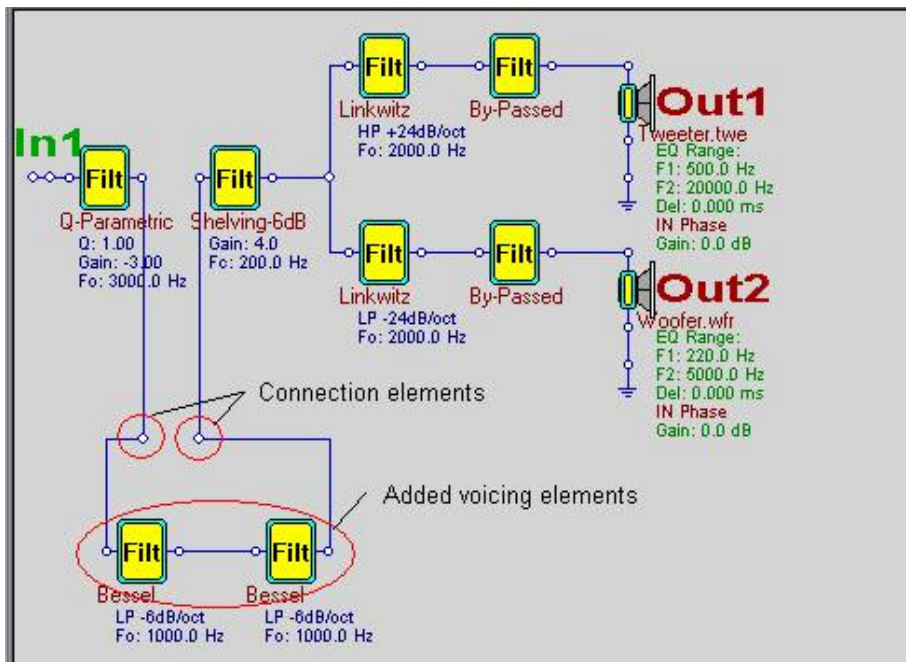 In1
Filt
Q-Parametric
Q: 1.00
Gain: -3.00
Fo: 3000.0 Hz
Filt
Shelving-6dB
Gain: 4.0
Fc: 200.0 Hz
Filt
Linkwitz
HP +24dB/oct
Fo: 2000.0 Hz
Filt
By-Passed
Out1
Tweeter.twe
EQ Range:
F1: 500.0 Hz
F2: 20000.0 Hz
Del: 0.000 ms
IN Phase
Gain: 0.0 dB
Filt
Linkwitz
LP -24dB/oct
Fo: 2000.0 Hz
Filt
By-Passed
Out2
Woofer.wfr
EQ Range:
F1: 220.0 Hz
F2: 5000.0 Hz
Del: 0.000 ms
IN Phase
Gain: 0.0 dB
Connection elements
Added voicing elements
Filt
Bessel
LP -6dB/oct
Fo: 1000.0 Hz
Filt
Bessel
LP -6dB/oct
Fo: 1000.0 Hz